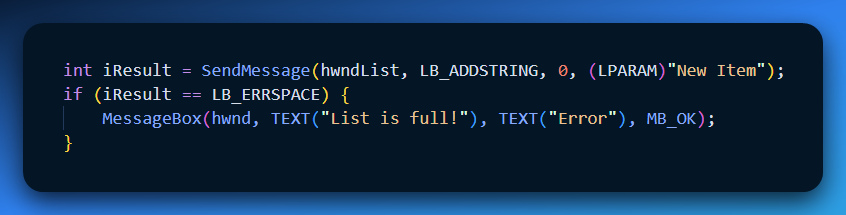 int iResult = SendMessage(hwndList, LB_ADDSTRING, 0, (LPARAM)"New Item");
if (iResult == LB_ERRSPACE) {
    MessageBox(hwnd, TEXT("List is full!"), TEXT("Error"), MB_OK);
}